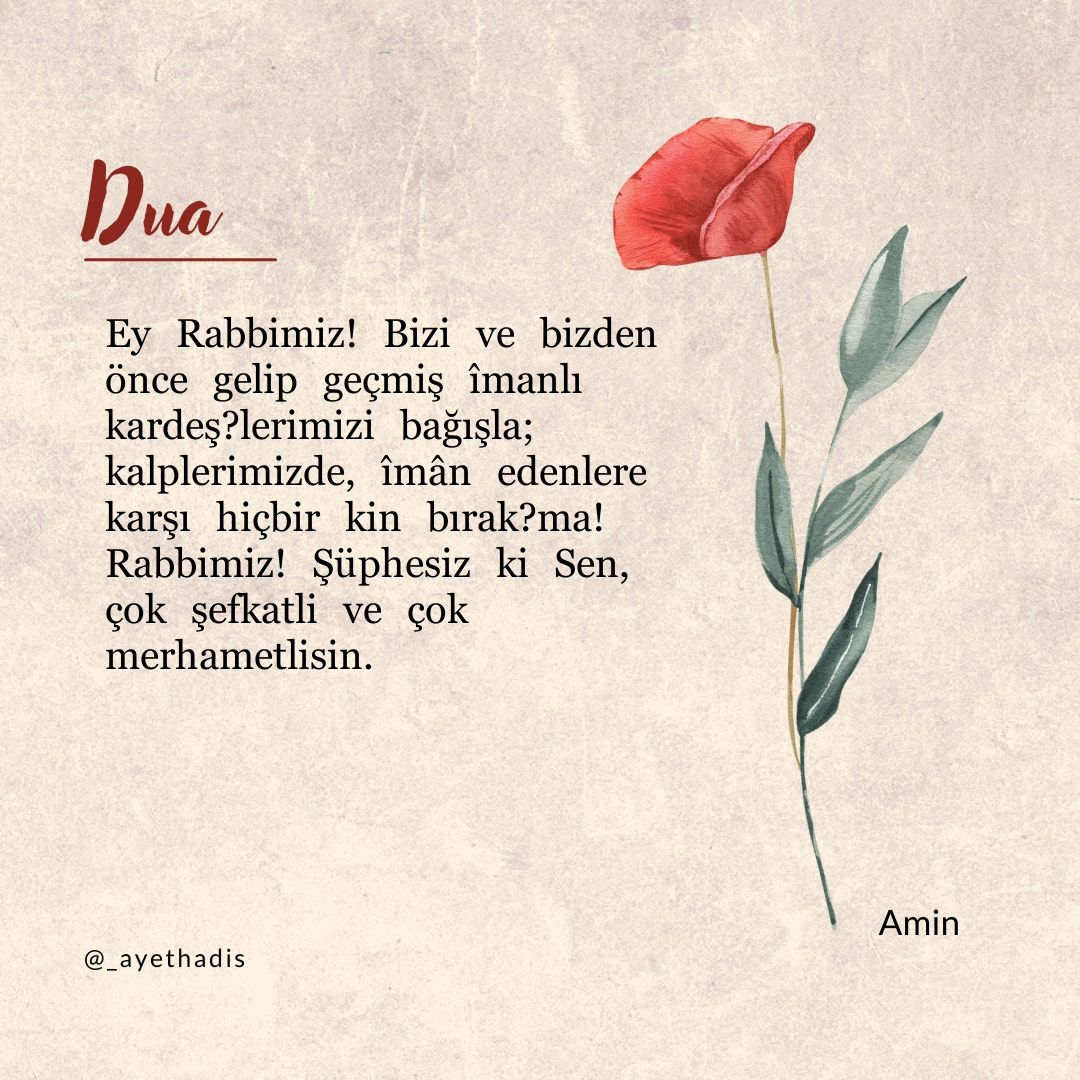 Dua
Ey Rabbimiz! Bizi ve bizden
önce gelip geçmiş îmanlı
kardeş?lerimizi bağışla;
kalplerimizde, îmân edenlere
karşı hiçbir kin bırak?ma!
Rabbimiz! Şüphesiz ki Sen,
çok şefkatli ve çok
merhametlisin.
Amin
@_ayethadis